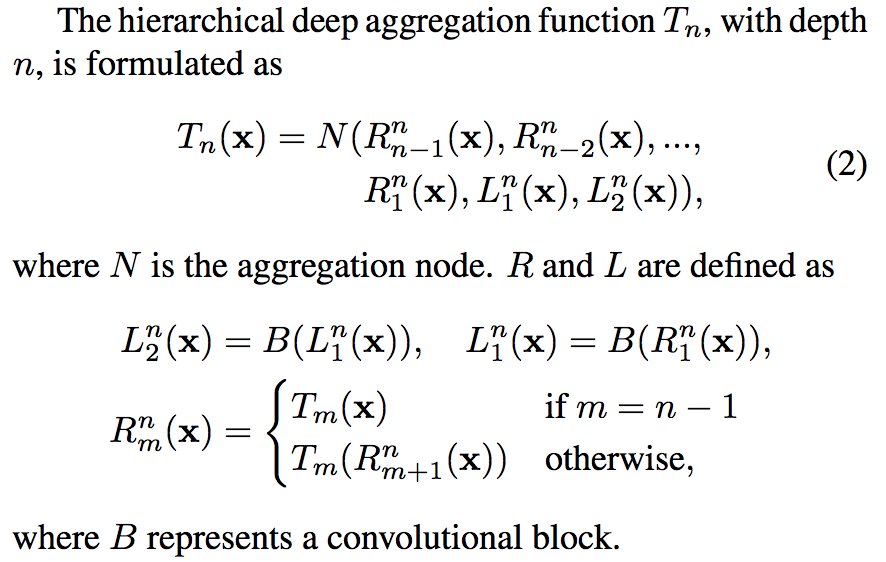 The hierarchical deep aggregation function $T_n$, with depth
$n$, is formulated as
$T_n(\mathbf{x}) = N(R^n_{n-1}(\mathbf{x}), R^n_{n-2}(\mathbf{x}), ...,$
$R^n_1(\mathbf{x}), L^n_1(\mathbf{x}), L^n_2(\mathbf{x})),$ (2)
where $N$ is the aggregation node. $R$ and $L$ are defined as
$L^n_2(\mathbf{x}) = B(L^n_1(\mathbf{x})), \quad L^n_1(\mathbf{x}) = B(R^n_1(\mathbf{x})),$
$R^n_m(\mathbf{x}) = \begin{cases} T_m(\mathbf{x}) & \text{if } m = n - 1 \\ T_m(R^n_{m+1}(\mathbf{x})) & \text{otherwise,} \end{cases}$
where $B$ represents a convolutional block.